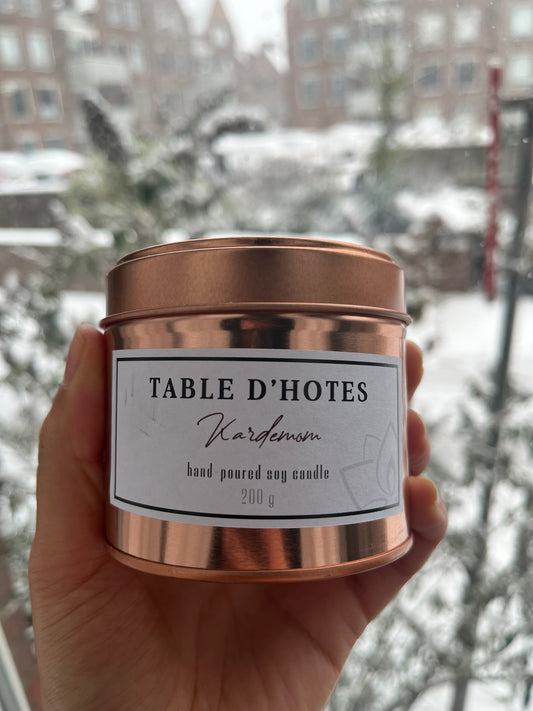 TABLE D'HOTES
Kardemom
hand-poured soy candle
200 g